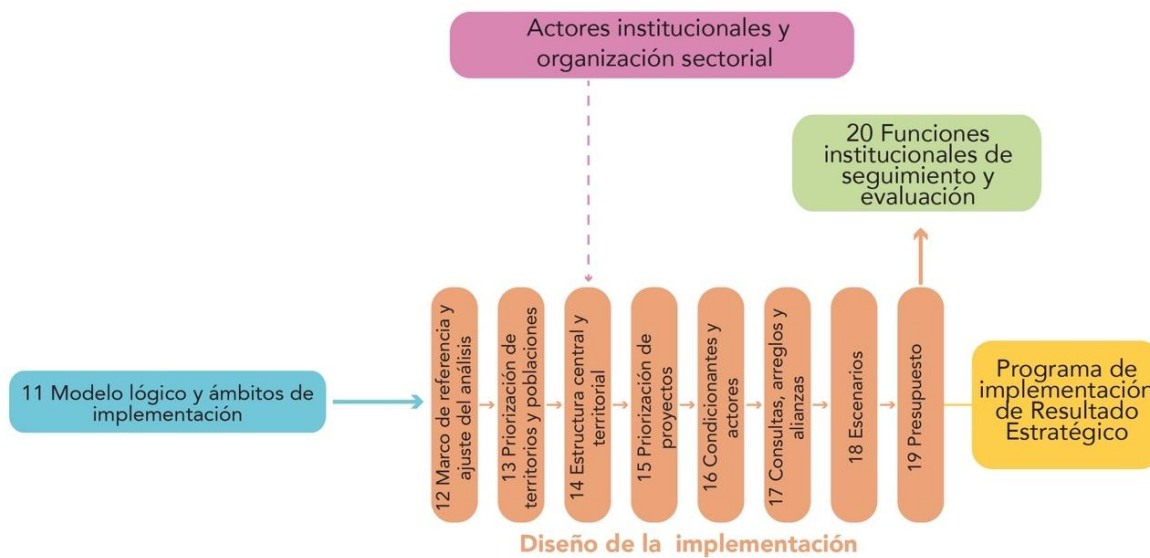 Actores institucionales y
organización sectorial
20 Funciones
institucionales de
seguimiento y
evaluación
11 Modelo lógico y ámbitos de
implementación
12 Marco de referencia y
ajuste del análisis
13 Priorización de
territorios y poblaciones
14 Estructura central y
territorial
15 Priorización de
proyectos
16 Condicionantes y
actores
17 Consultas, arreglos y
alianzas
18 Escenarios
19 Presupuesto
Programa de
implementación
de Resultado
Estratégico
Diseño de la implementación